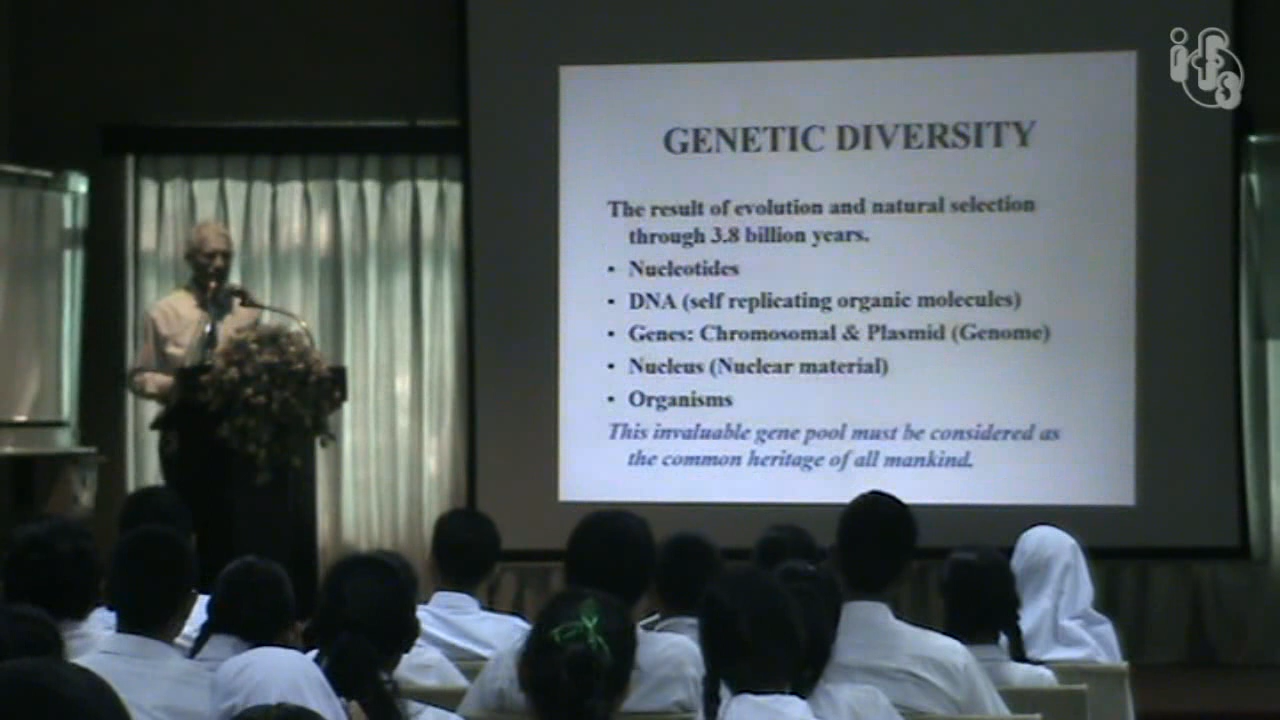 GENETIC DIVERSITY
The result of evolution and natural selection
through 3.8 billion years.
• Nucleotides
• DNA (self replicating organic molecules)
• Genes: Chromosomal & Plasmid (Genome)
• Nucleus (Nuclear material)
• Organisms
This invaluable gene pool must be considered as
the common heritage of all mankind.